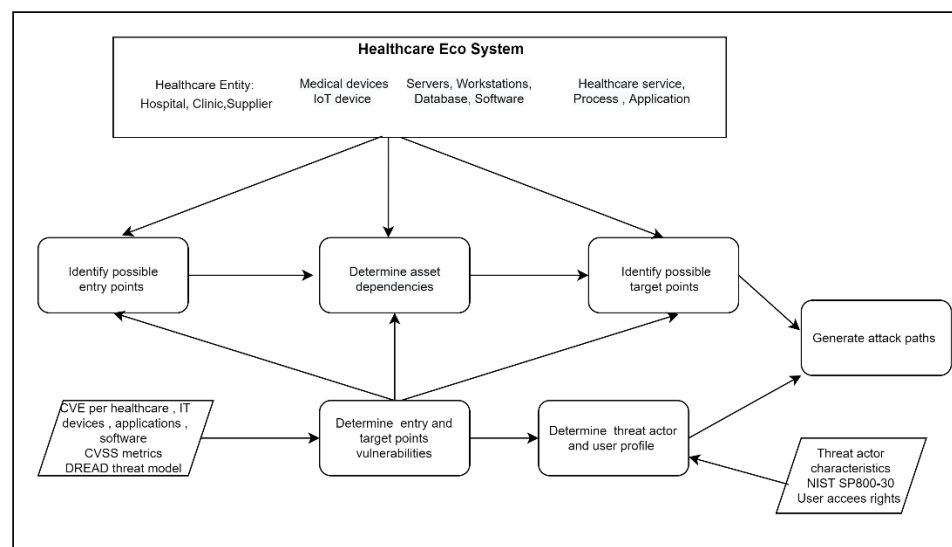 Healthcare Eco System
Healthcare Entity:
Hospital, Clinic,Supplier
Medical devices
IoT device
Servers, Workstations,
Database, Software
Healthcare service,
Process , Application
Identify possible
entry points
Determine asset
dependencies
Identify possible
target points
Generate attack paths
CVE per healthcare , IT
devices , applications ,
software
CVSS metrics
DREAD threat model
Determine entry and
target points
vulnerabilities
Determine threat actor
and user profile
Threat actor
characteristics
NIST SP800-30
User accees rights